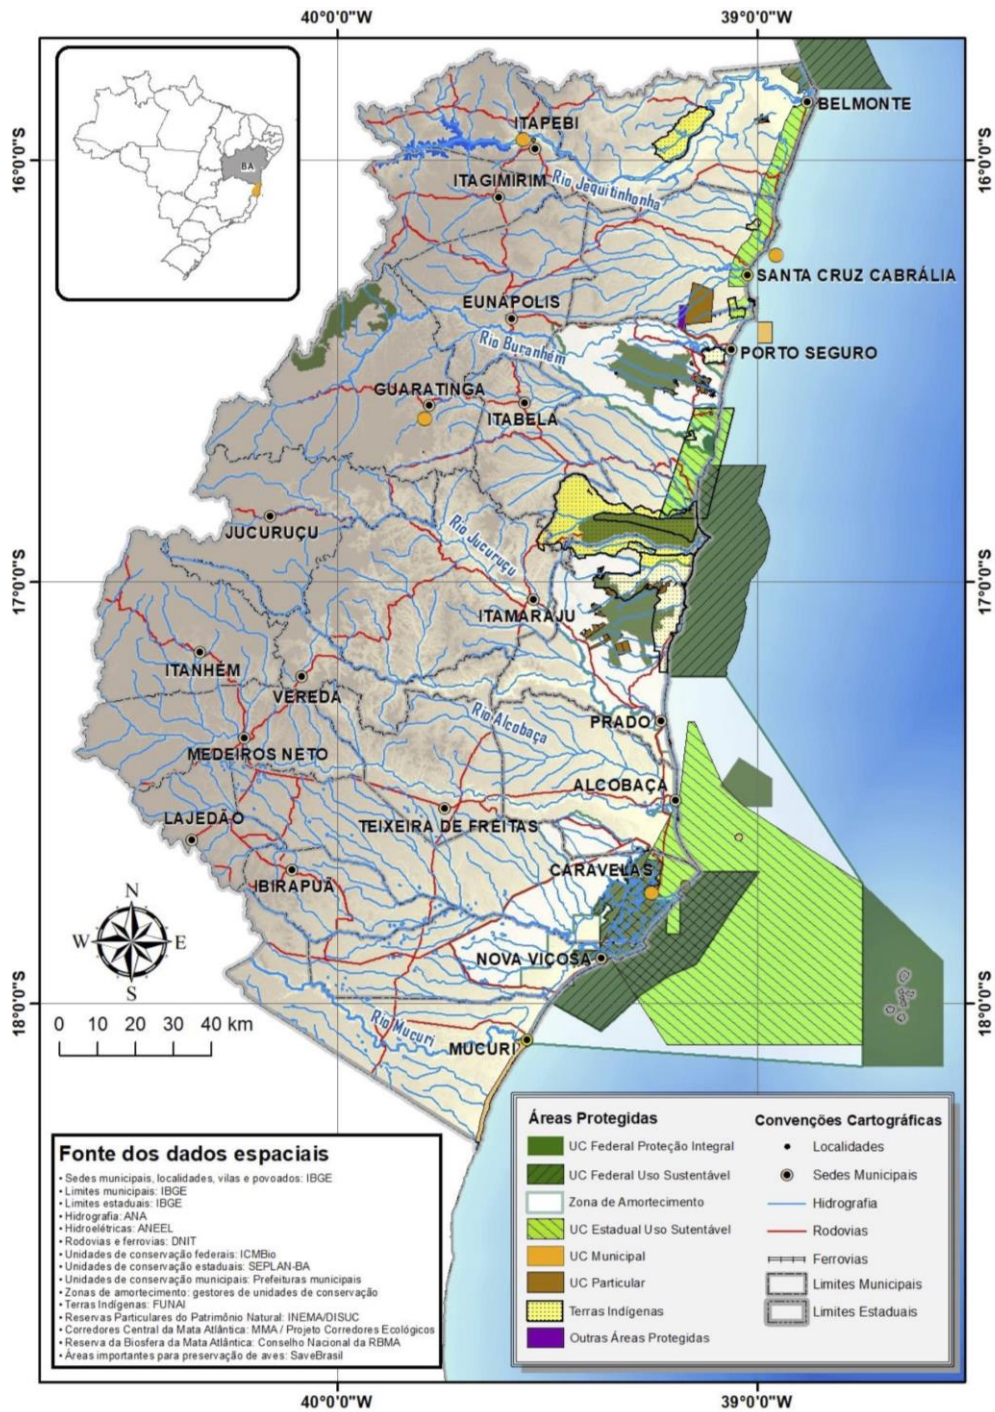 40°0'0"W
39°0'0"W
BA
BELMONTE
ITAPEBI
16°0'0"S
16°0'0"S
ITAGIMIRIM
Rio Jequitinhonha
SANTA CRUZ CABRÁLIA
EUNÁPOLIS
Rio Buranhém
PORTO SEGURO
GUARATINGA
ITABELA
JUCURUÇU
Rio Jucuruçu
17°0'0"S
17°0'0"S
ITAMARAJU
ITANHÉM
VEREDA
PRADO
Rio Alcobaça
MEDEIROS NETO
ALCOBAÇA
LAJEDÃO
TEIXEIRA DE FREITAS
CARAVELAS
IBIRAPUÃ
N
W
E
S
NOVA VIÇOSA
18°0'0"S
18°0'0"S
0 10 20 30 40 km
Rio Mucuri
MUCURI
Áreas Protegidas
UC Federal Proteção Integral
UC Federal Uso Sustentável
Zona de Amortecimento
UC Estadual Uso Sutentável
UC Municipal
UC Particular
Terras Indígenas
Outras Áreas Protegidas
Convenções Cartográficas
Localidades
Sedes Municipais
Hidrografia
Rodovias
Ferrovias
Limites Municipais
Limites Estaduais
Fonte dos dados espaciais
• Sedes municipais, localidades, vilas e povoados: IBGE
• Limites municipais: IBGE
• Limites estaduais: IBGE
• Hidrografia: ANA
• Hidroelétricas: ANEEL
• Rodovias e ferrovias: DNIT
• Unidades de conservação federais: ICMBio
• Unidades de conservação estaduais: SEPLAN-BA
• Unidades de conservação municipais: Prefeituras municipais
• Zonas de amortecimento: gestores de unidades de conservação
• Terras Indígenas: FUNAI
• Reservas Particulares do Patrimônio Natural: INEMA/DISUC
• Corredores Central da Mata Atlântica: MMA / Projeto Corredores Ecológicos
• Reserva da Biosfera da Mata Atlântica: Conselho Nacional da RBMA
• Áreas importantes para preservação de aves: SaveBrasil
40°0'0"W
39°0'0"W